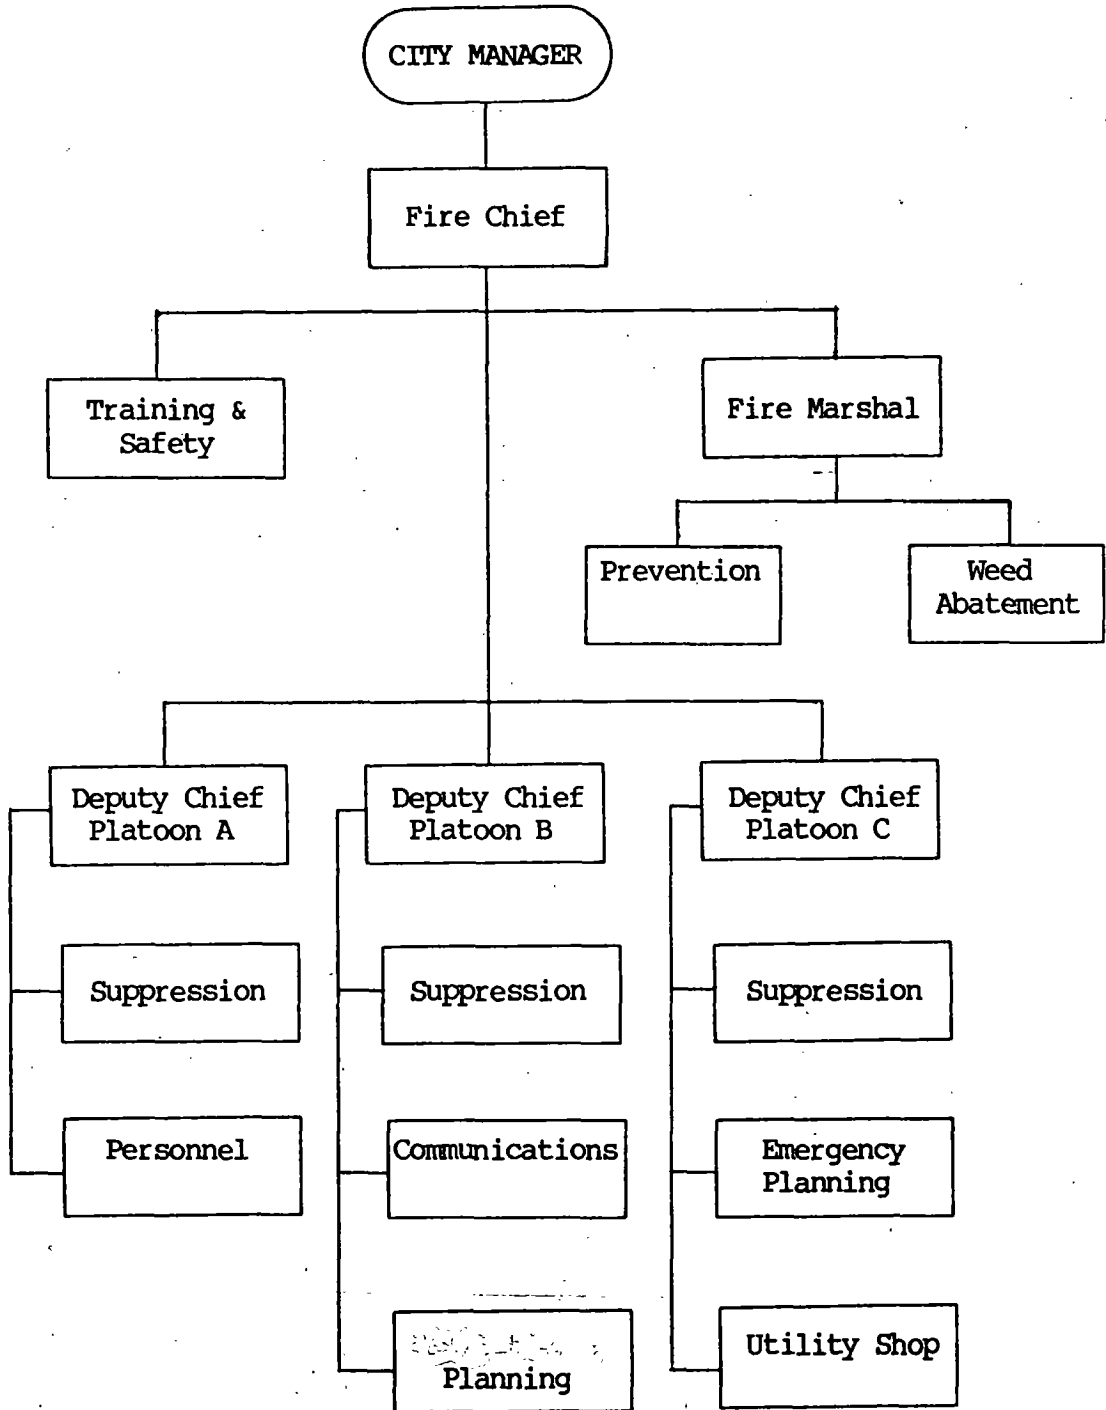 CITY MANAGER
Fire Chief
Training &
Safety
Fire Marshal
Prevention
Weed
Abatement
Deputy Chief
Platoon A
Deputy Chief
Platoon B
Deputy Chief
Platoon C
Suppression
Suppression
Suppression
Personnel
Communications
Emergency
Planning
Planning
Utility Shop